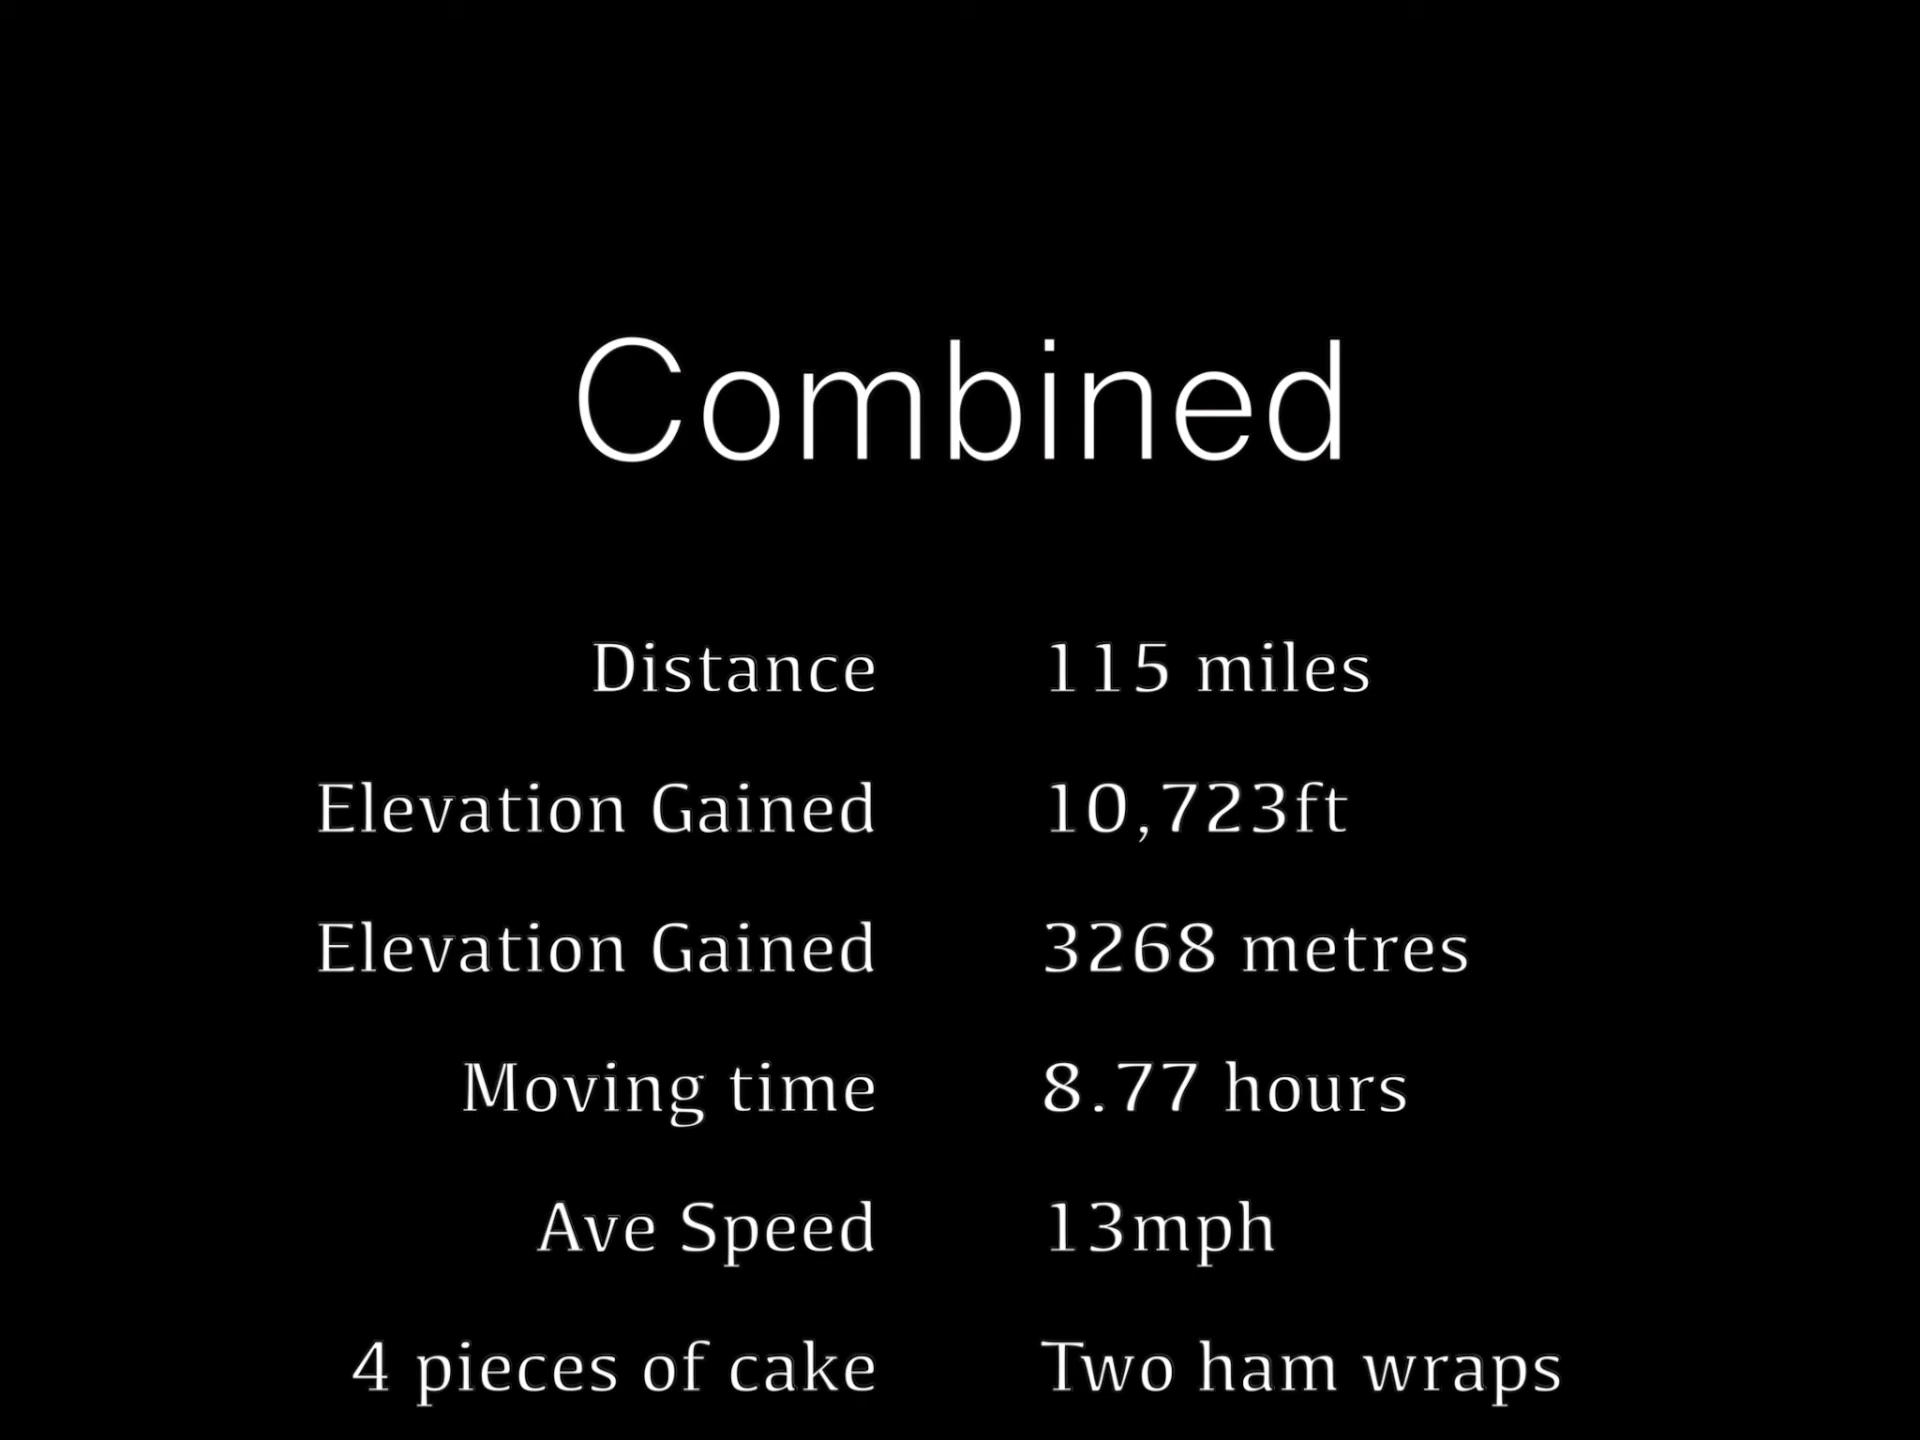 Combined
Distance 115 miles
Elevation Gained 10,723ft
Elevation Gained 3268 metres
Moving time 8.77 hours
Ave Speed 13mph
4 pieces of cake Two ham wraps